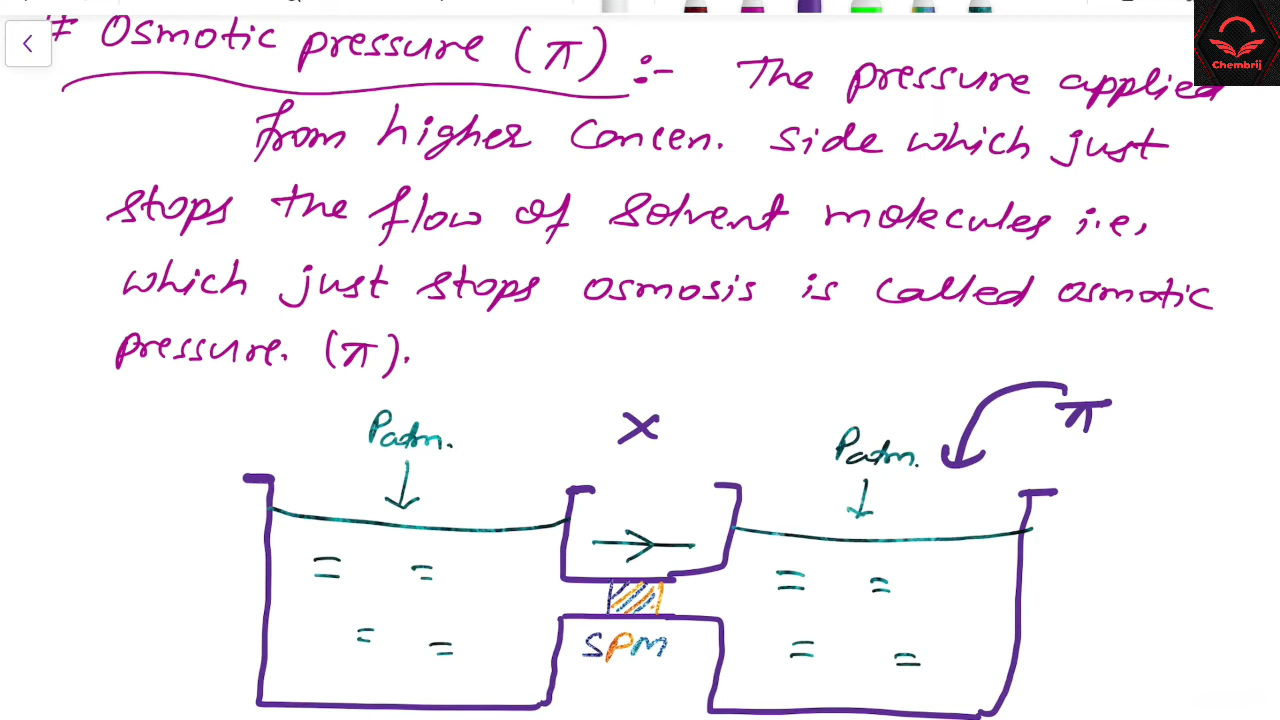 # Osmotic pressure (π) :- The pressure applied
from higher Concen. side which just
stops the flow of solvent molecules i.e,
which just stops osmosis is called osmotic
pressure. (π).
Patm.
X
Patm.
π
SPM
Chembrij